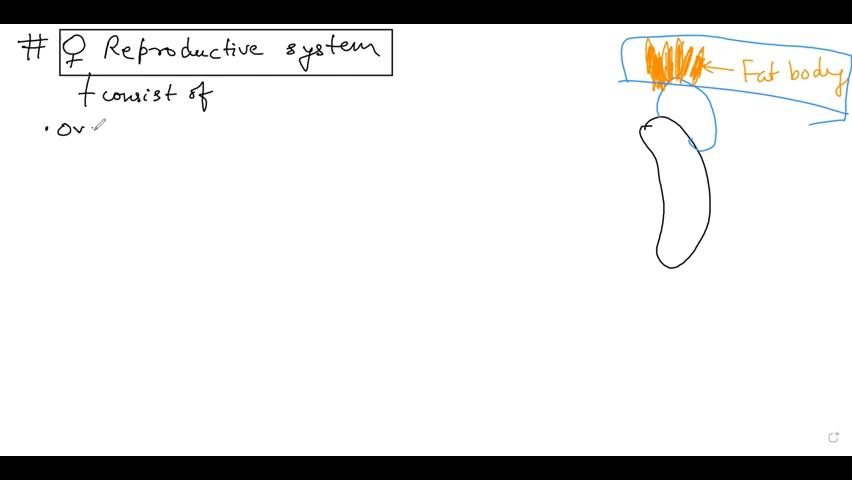 # ♀ Reproductive system
consist of
• ov
Fat body